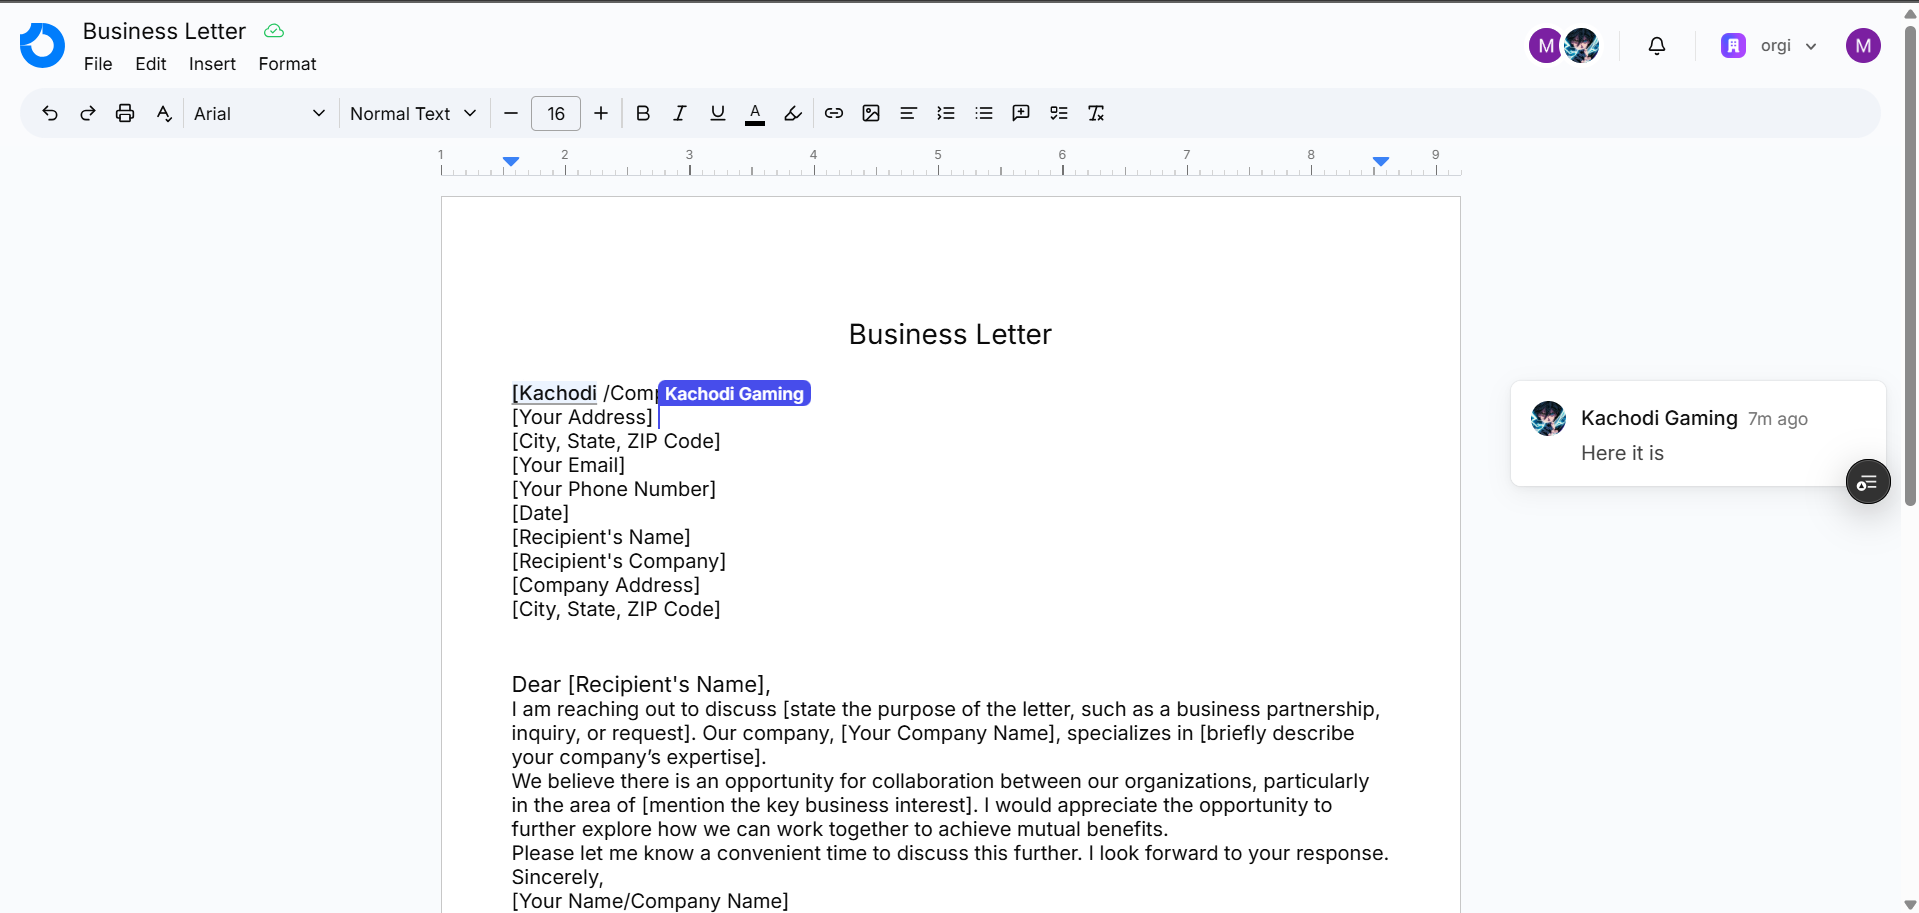 Business Letter
File Edit Insert Format
M
orgi
M
Arial
Normal Text
16
B I U A
1 2 3 4 5 6 7 8 9
Business Letter
[Kachodi /Comp
Kachodi Gaming
[Your Address]
[City, State, ZIP Code]
[Your Email]
[Your Phone Number]
[Date]
[Recipient's Name]
[Recipient's Company]
[Company Address]
[City, State, ZIP Code]
Dear [Recipient's Name],
I am reaching out to discuss [state the purpose of the letter, such as a business partnership,
inquiry, or request]. Our company, [Your Company Name], specializes in [briefly describe
your company’s expertise].
We believe there is an opportunity for collaboration between our organizations, particularly
in the area of [mention the key business interest]. I would appreciate the opportunity to
further explore how we can work together to achieve mutual benefits.
Please let me know a convenient time to discuss this further. I look forward to your response.
Sincerely,
[Your Name/Company Name]
Kachodi Gaming 7m ago
Here it is